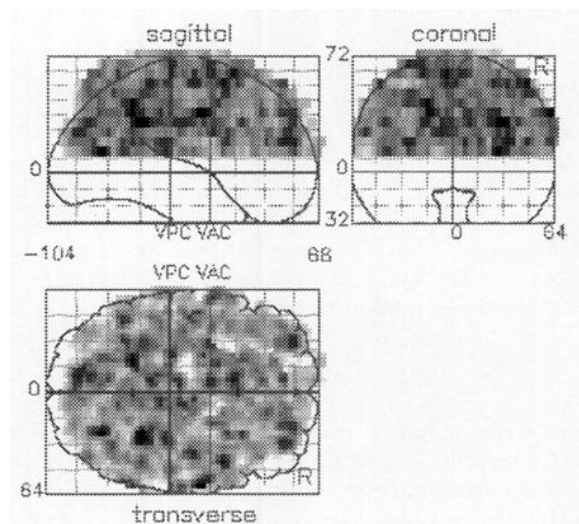 sagittal
coronal
72
R
0
0
32
VPC VAC
0
64
-104
68
VPC VAC
0
R
64
transverse